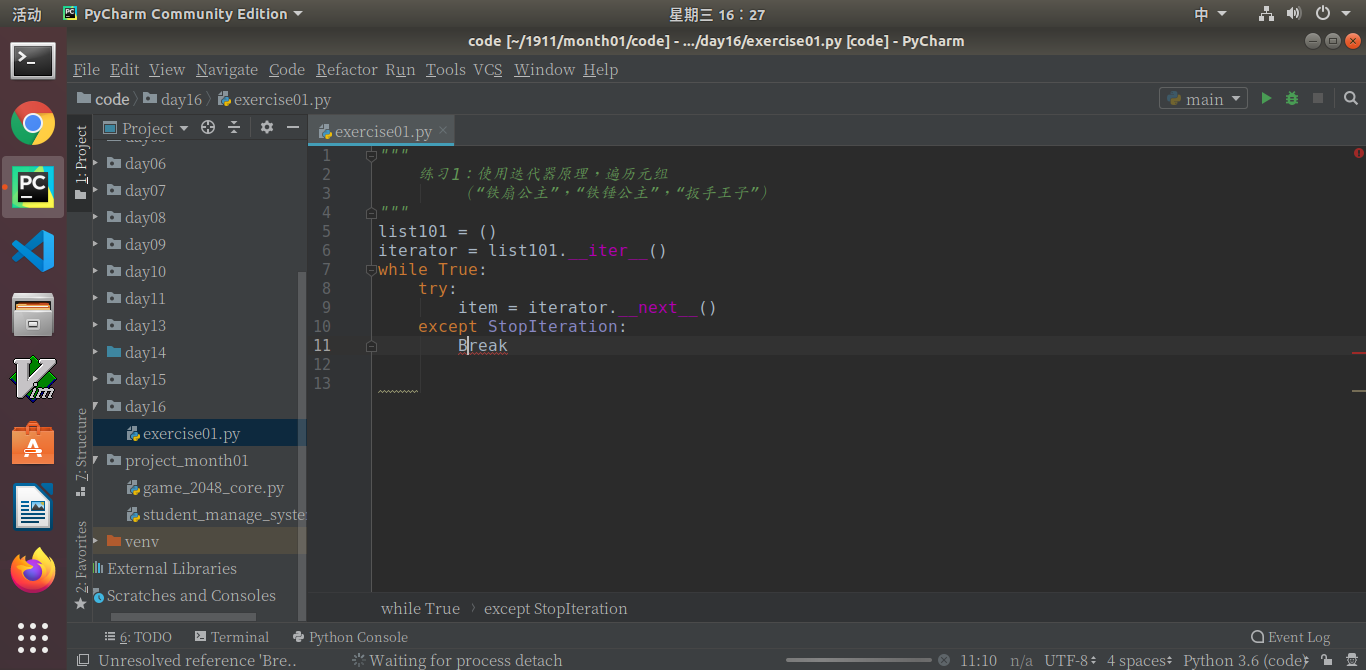 活动
PyCharm Community Edition
星期三 16：27
中
code [~/1911/month01/code] - .../day16/exercise01.py [code] - PyCharm
File Edit View Navigate Code Refactor Run Tools VCS Window Help
code day16 exercise01.py
main
1: Project
Project
exercise01.py
day06
day07
day08
day09
day10
day11
day13
day14
day15
day16
exercise01.py
project_month01
game_2048_core.py
student_manage_syste
venv
External Libraries
Scratches and Consoles
7: Structure
2: Favorites
1 """
2 练习1：使用迭代器原理，遍历元组
3 （“铁扇公主”，“铁锤公主”，“扳手王子”）
4 """
5 list101 = ()
6 iterator = list101.__iter__()
7 while True:
8 try:
9 item = iterator.__next__()
10 except StopIteration:
11 Break
12
13
while True except StopIteration
6: TODO Terminal Python Console Event Log
Unresolved reference 'Bre.. Waiting for process detach 11:10 n/a UTF-8 4 spaces Python 3.6 (code)